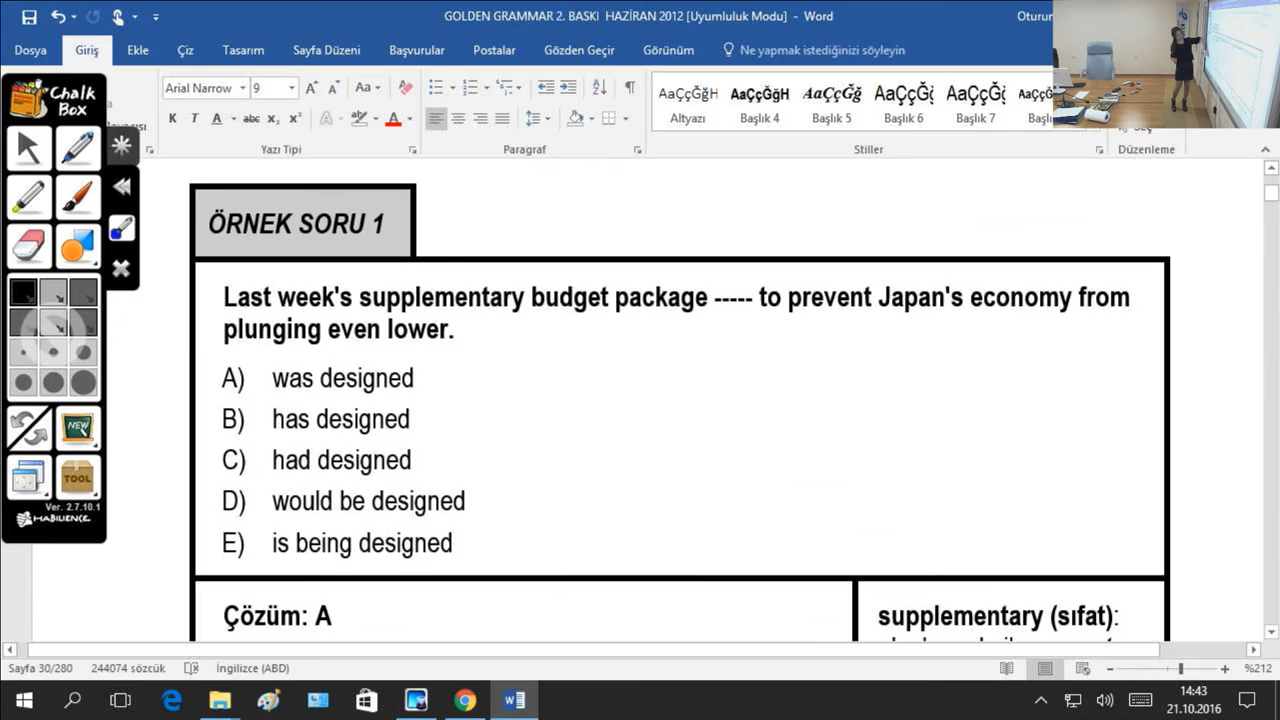 GOLDEN GRAMMAR 2. BASKI HAZİRAN 2012 [Uyumluluk Modu] - Word
Oturum
Dosya Giriş Ekle Çiz Tasarım Sayfa Düzeni Başvurular Postalar Gözden Geçir Görünüm Ne yapmak istediğinizi söyleyin
Chalk
Box
Arial Narrow 9
Yazı Tipi
Paragraf
AaÇçĞğH AaÇçĞğH AaÇçĞğ AaÇçĞğ AaÇçĞğ
Altyazı Başlık 4 Başlık 5 Başlık 6 Başlık 7
Stiller
Düzenleme
ÖRNEK SORU 1
Last week's supplementary budget package ----- to prevent Japan's economy from
plunging even lower.
A) was designed
B) has designed
C) had designed
D) would be designed
E) is being designed
Çözüm: A
supplementary (sıfat):
NEW
TOOL
Ver. 2.7.10.1
HABILIENCE
Sayfa 30/280 244074 sözcük İngilizce (ABD) %212
14:43
21.10.2016